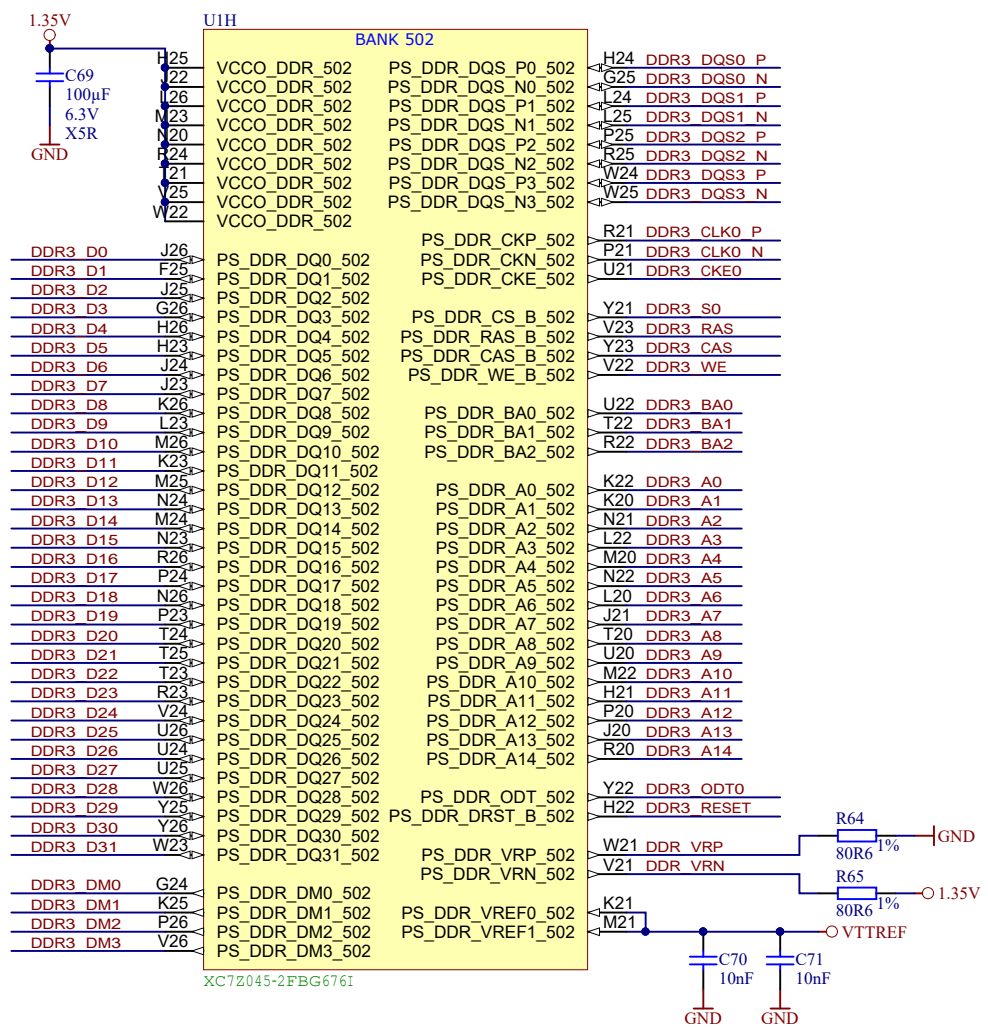 1.35V
U1H
BANK 502
C69
100µF
6.3V
X5R
GND
H25 VCCO_DDR_502
J22 VCCO_DDR_502
L26 VCCO_DDR_502
M23 VCCO_DDR_502
N20 VCCO_DDR_502
R24 VCCO_DDR_502
T21 VCCO_DDR_502
V25 VCCO_DDR_502
W22 VCCO_DDR_502
DDR3_D0 J26 PS_DDR_DQ0_502
DDR3_D1 F25 PS_DDR_DQ1_502
DDR3_D2 J25 PS_DDR_DQ2_502
DDR3_D3 G26 PS_DDR_DQ3_502
DDR3_D4 H26 PS_DDR_DQ4_502
DDR3_D5 H23 PS_DDR_DQ5_502
DDR3_D6 J24 PS_DDR_DQ6_502
DDR3_D7 J23 PS_DDR_DQ7_502
DDR3_D8 K26 PS_DDR_DQ8_502
DDR3_D9 L23 PS_DDR_DQ9_502
DDR3_D10 M26 PS_DDR_DQ10_502
DDR3_D11 K23 PS_DDR_DQ11_502
DDR3_D12 M25 PS_DDR_DQ12_502
DDR3_D13 N24 PS_DDR_DQ13_502
DDR3_D14 M24 PS_DDR_DQ14_502
DDR3_D15 N23 PS_DDR_DQ15_502
DDR3_D16 R26 PS_DDR_DQ16_502
DDR3_D17 P24 PS_DDR_DQ17_502
DDR3_D18 N26 PS_DDR_DQ18_502
DDR3_D19 P23 PS_DDR_DQ19_502
DDR3_D20 T24 PS_DDR_DQ20_502
DDR3_D21 T25 PS_DDR_DQ21_502
DDR3_D22 T23 PS_DDR_DQ22_502
DDR3_D23 R23 PS_DDR_DQ23_502
DDR3_D24 V24 PS_DDR_DQ24_502
DDR3_D25 U26 PS_DDR_DQ25_502
DDR3_D26 U24 PS_DDR_DQ26_502
DDR3_D27 U25 PS_DDR_DQ27_502
DDR3_D28 W26 PS_DDR_DQ28_502
DDR3_D29 Y25 PS_DDR_DQ29_502
DDR3_D30 Y26 PS_DDR_DQ30_502
DDR3_D31 W23 PS_DDR_DQ31_502
DDR3_DM0 G24 PS_DDR_DM0_502
DDR3_DM1 K25 PS_DDR_DM1_502
DDR3_DM2 P26 PS_DDR_DM2_502
DDR3_DM3 V26 PS_DDR_DM3_502
PS_DDR_DQS_P0_502 H24 DDR3_DQS0_P
PS_DDR_DQS_N0_502 G25 DDR3_DQS0_N
PS_DDR_DQS_P1_502 L24 DDR3_DQS1_P
PS_DDR_DQS_N1_502 L25 DDR3_DQS1_N
PS_DDR_DQS_P2_502 P25 DDR3_DQS2_P
PS_DDR_DQS_N2_502 R25 DDR3_DQS2_N
PS_DDR_DQS_P3_502 W24 DDR3_DQS3_P
PS_DDR_DQS_N3_502 W25 DDR3_DQS3_N
PS_DDR_CKP_502 R21 DDR3_CLK0_P
PS_DDR_CKN_502 P21 DDR3_CLK0_N
PS_DDR_CKE_502 U21 DDR3_CKE0
PS_DDR_CS_B_502 Y21 DDR3_S0
PS_DDR_RAS_B_502 V23 DDR3_RAS
PS_DDR_CAS_B_502 Y23 DDR3_CAS
PS_DDR_WE_B_502 V22 DDR3_WE
PS_DDR_BA0_502 U22 DDR3_BA0
PS_DDR_BA1_502 T22 DDR3_BA1
PS_DDR_BA2_502 R22 DDR3_BA2
PS_DDR_A0_502 K22 DDR3_A0
PS_DDR_A1_502 K20 DDR3_A1
PS_DDR_A2_502 N21 DDR3_A2
PS_DDR_A3_502 L22 DDR3_A3
PS_DDR_A4_502 M20 DDR3_A4
PS_DDR_A5_502 N22 DDR3_A5
PS_DDR_A6_502 L20 DDR3_A6
PS_DDR_A7_502 J21 DDR3_A7
PS_DDR_A8_502 T20 DDR3_A8
PS_DDR_A9_502 U20 DDR3_A9
PS_DDR_A10_502 M22 DDR3_A10
PS_DDR_A11_502 H21 DDR3_A11
PS_DDR_A12_502 P20 DDR3_A12
PS_DDR_A13_502 J20 DDR3_A13
PS_DDR_A14_502 R20 DDR3_A14
PS_DDR_ODT_502 Y22 DDR3_ODT0
PS_DDR_DRST_B_502 H22 DDR3_RESET
PS_DDR_VRP_502 W21 DDR_VRP
PS_DDR_VRN_502 V21 DDR_VRN
PS_DDR_VREF0_502 K21
PS_DDR_VREF1_502 M21
R64
80R6 1%
GND
R65
80R6 1%
1.35V
VTTREF
C70
10nF
GND
C71
10nF
GND
XC7Z045-2FBG676I